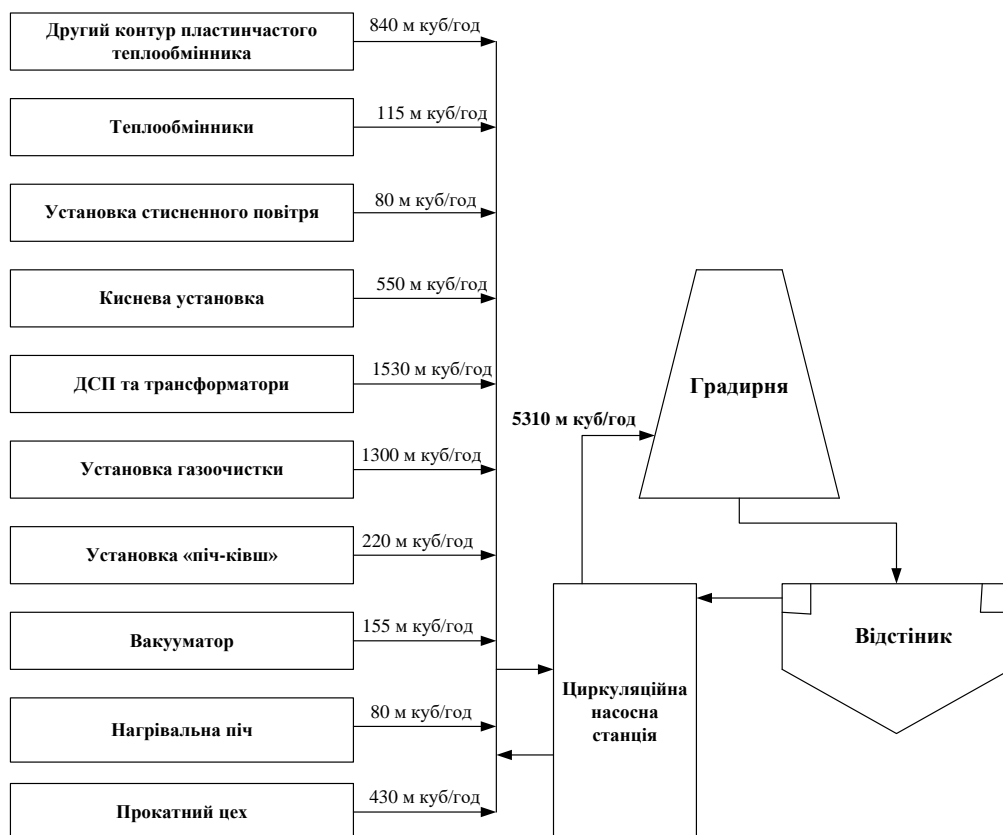 Другий контур пластинчастого
теплообмінника
840 м куб/год
Теплообмінники
115 м куб/год
Установка стисненного повітря
80 м куб/год
Киснева установка
550 м куб/год
ДСП та трансформатори
1530 м куб/год
Установка газоочистки
1300 м куб/год
Установка «піч-ківш»
220 м куб/год
Вакууматор
155 м куб/год
Нагрівальна піч
80 м куб/год
Прокатний цех
430 м куб/год
5310 м куб/год
Градирня
Відстіник
Циркуляційна
насосна
станція